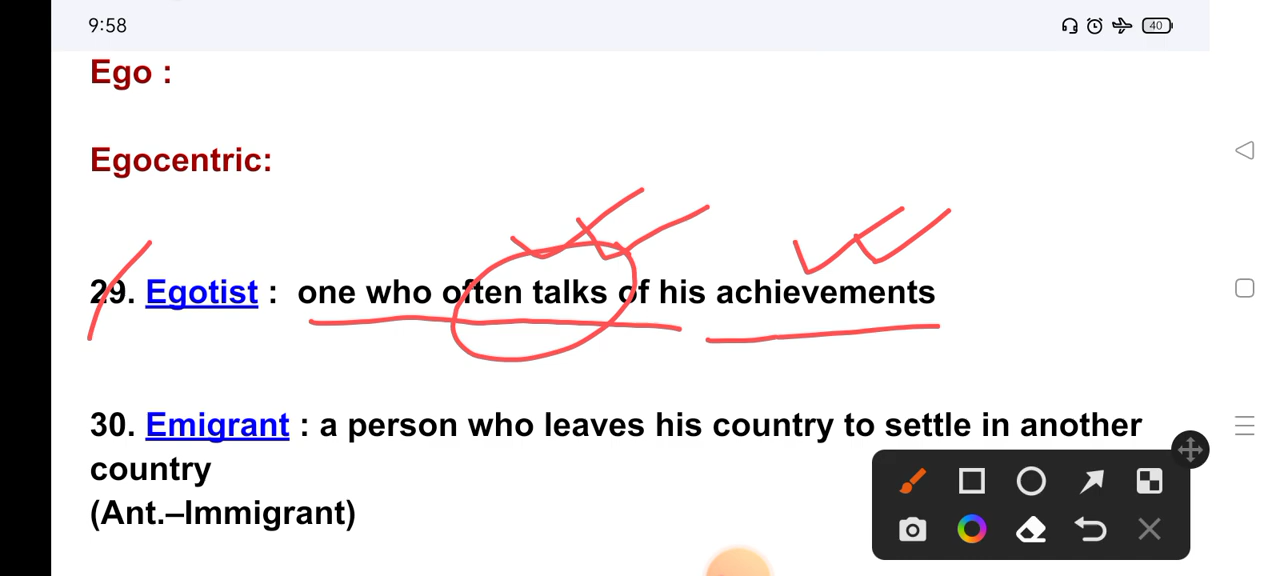 9:58
40
Ego :
Egocentric:
29. Egotist : one who often talks of his achievements
30. Emigrant : a person who leaves his country to settle in another
country
(Ant.–Immigrant)